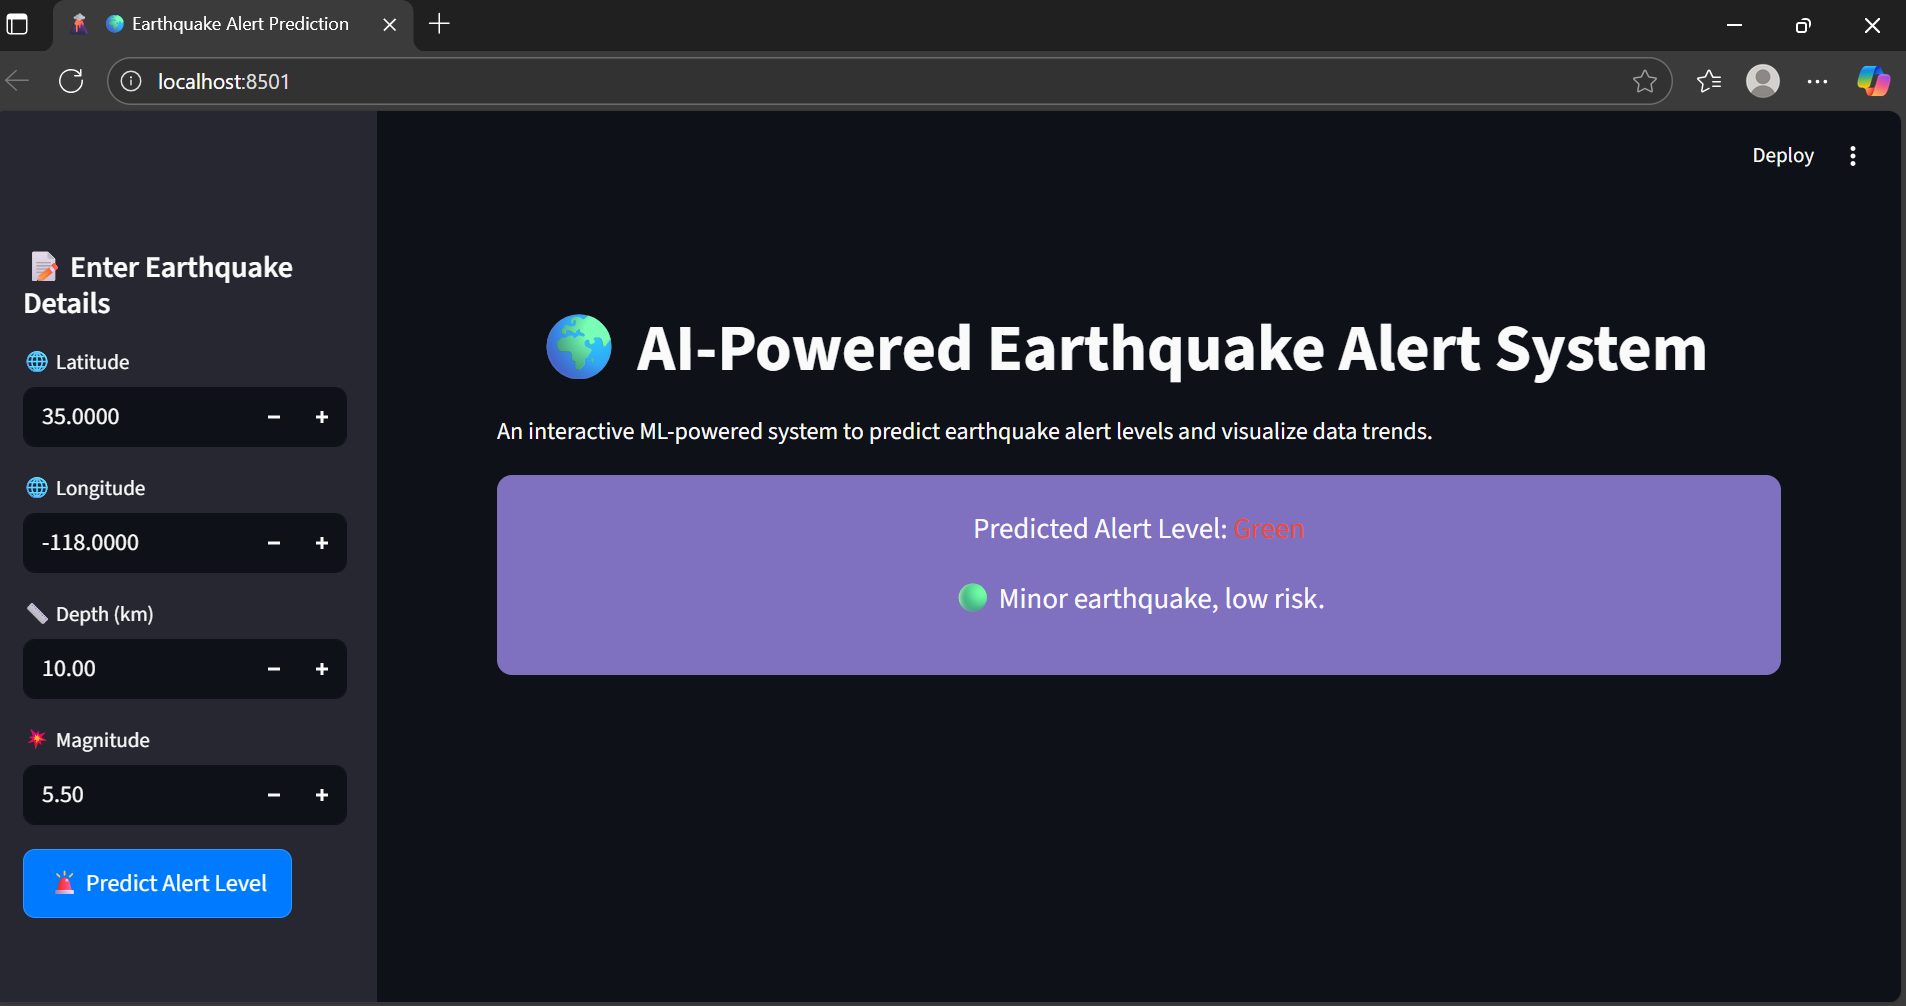 Earthquake Alert Prediction
localhost:8501
Deploy
Enter Earthquake
Details
Latitude
35.0000
Longitude
-118.0000
Depth (km)
10.00
Magnitude
5.50
Predict Alert Level
AI-Powered Earthquake Alert System
An interactive ML-powered system to predict earthquake alert levels and visualize data trends.
Predicted Alert Level: Green
Minor earthquake, low risk.